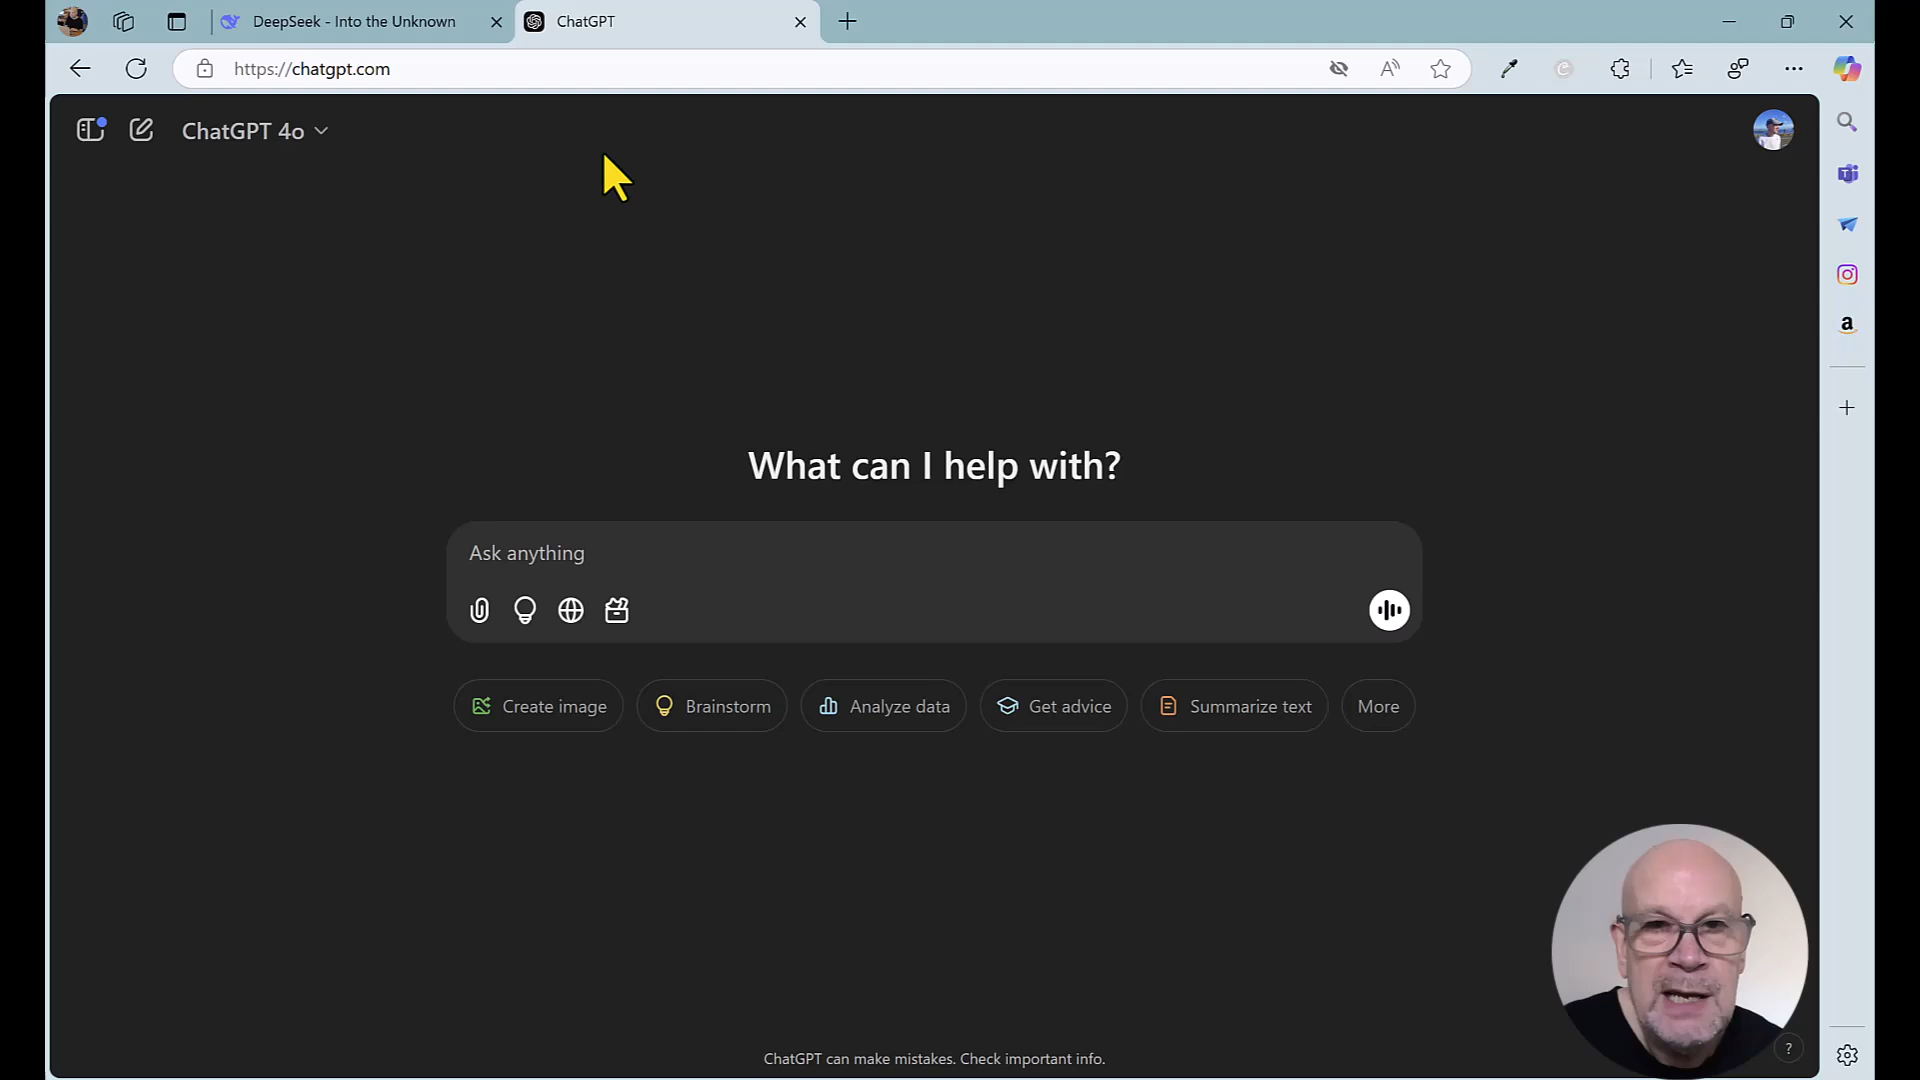 DeepSeek - Into the Unknown
ChatGPT
https://chatgpt.com
ChatGPT 4o
What can I help with?
Ask anything
Create image
Brainstorm
Analyze data
Get advice
Summarize text
More
ChatGPT can make mistakes. Check important info.
?